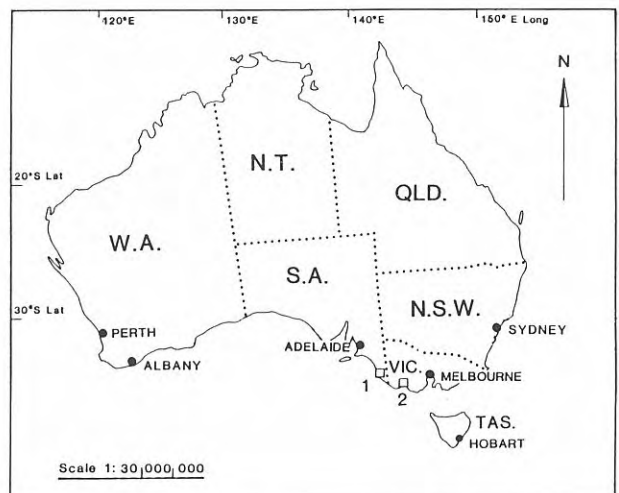 120°E 130°E 140°E 150° E Long
N
N.T.
20°S Lat
QLD.
W.A.
S.A.
30°S Lat
N.S.W.
PERTH
SYDNEY
ADELAIDE
ALBANY
VIC.
MELBOURNE
1
2
TAS.
HOBART
Scale 1: 30 000 000